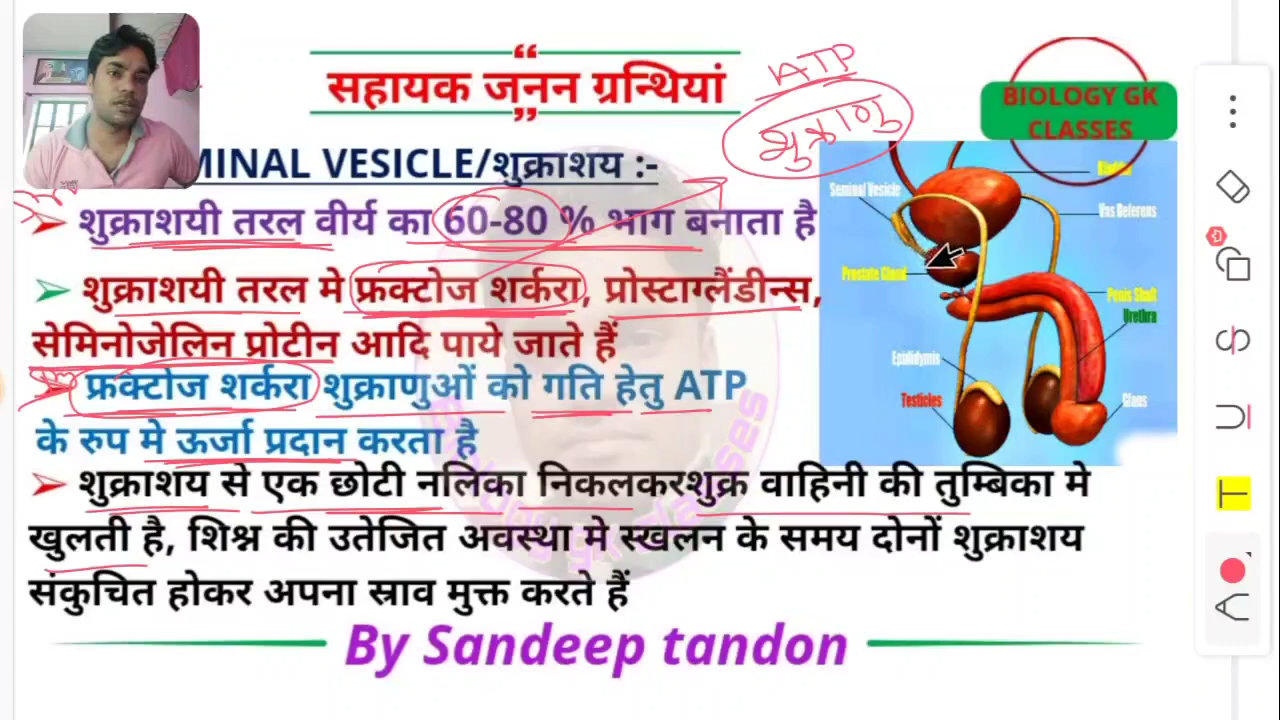 “
सहायक जनन ग्रन्थियां
”
ATP
शुक्राणु
BIOLOGY GK
CLASSES
MINAL VESICLE/शुक्राशय :-
शुक्राशयी तरल वीर्य का 60-80 % भाग बनाता है
शुक्राशयी तरल मे फ्रक्टोज शर्करा, प्रोस्टाग्लैंडीन्स,
सेमिनोजेलिन प्रोटीन आदि पाये जाते हैं
फ्रक्टोज शर्करा शुक्राणुओं को गति हेतु ATP
के रुप मे ऊर्जा प्रदान करता है
शुक्राशय से एक छोटी नलिका निकलकरशुक्र वाहिनी की तुम्बिका मे
खुलती है, शिश्न की उतेजित अवस्था मे स्खलन के समय दोनों शुक्राशय
संकुचित होकर अपना स्राव मुक्त करते हैं
By Sandeep tandon
Bladder
Seminal Vesicle
Vas Deferens
Prostate Gland
Penis Shaft
Urethra
Epididymis
Testicles
Glans